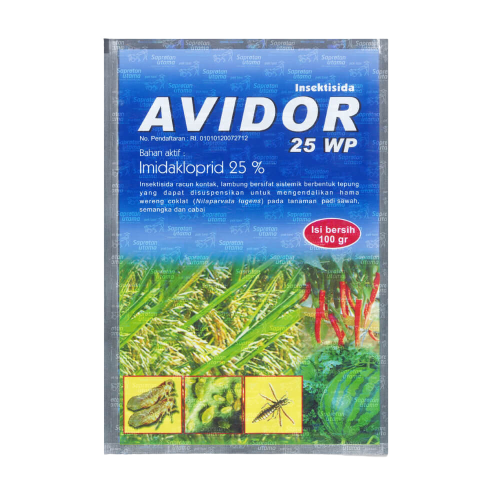 Saprotan Utama
Insektisida
AVIDOR
25 WP
No. Pendaftaran : RI. 01010120072712
Bahan aktif :
Imidakloprid 25 %
Insektisida racun kontak, lambung bersifat sistemik berbentuk tepung
yang dapat disuspensikan untuk mengendalikan hama
wereng coklat (Nilaparvata lugens) pada tanaman padi sawah,
semangka dan cabai
Isi bersih
100 gr